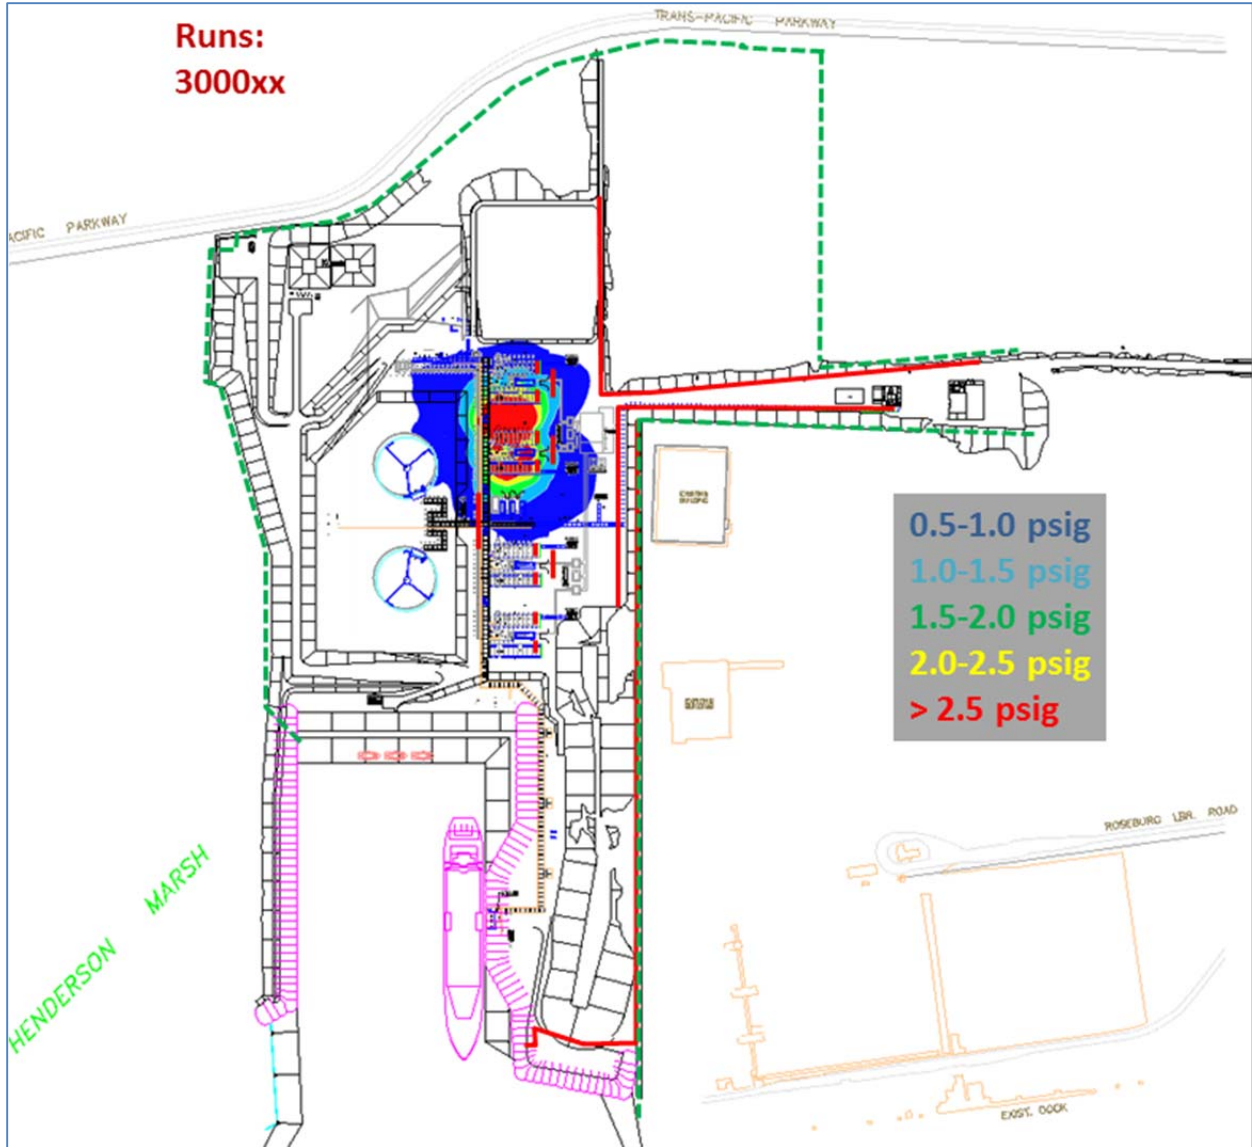 TRANS-PACIFIC PARKWAY
Runs:
3000xx
ACIFIC PARKWAY
0.5-1.0 psig
1.0-1.5 psig
1.5-2.0 psig
2.0-2.5 psig
> 2.5 psig
ROSEBURG LBR. ROAD
HENDERSON MARSH
EXIST. DOCK